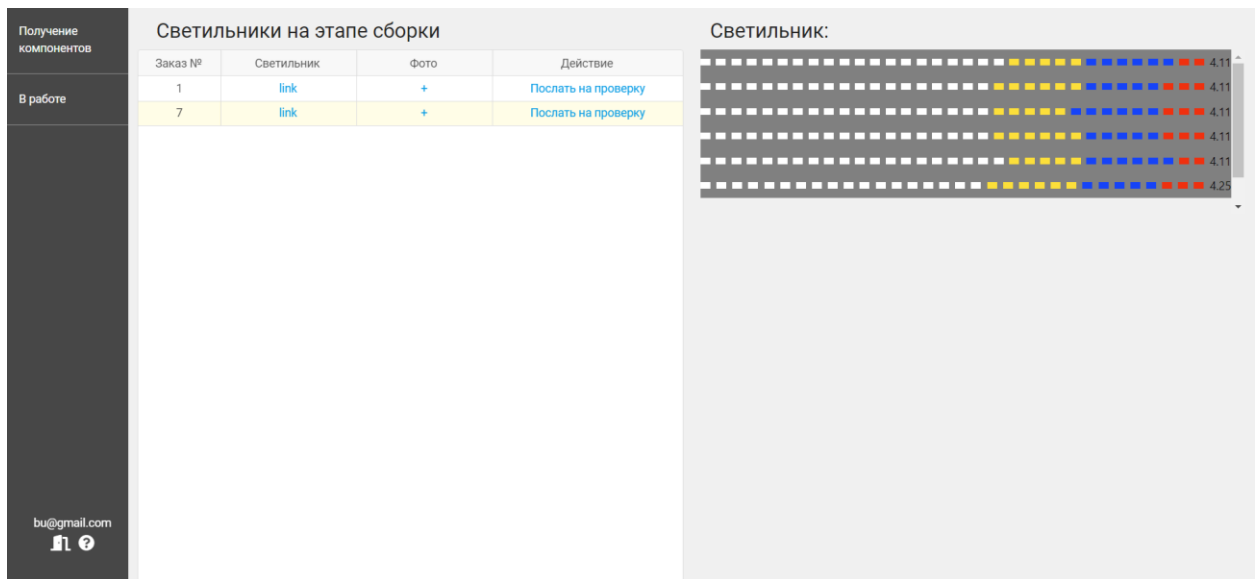 Получение
компонентов
В работе
bu@gmail.com
Светильники на этапе сборки
Заказ № Светильник Фото Действие
1 link + Послать на проверку
7 link + Послать на проверку
Светильник:
4.11
4.11
4.11
4.11
4.11
4.25